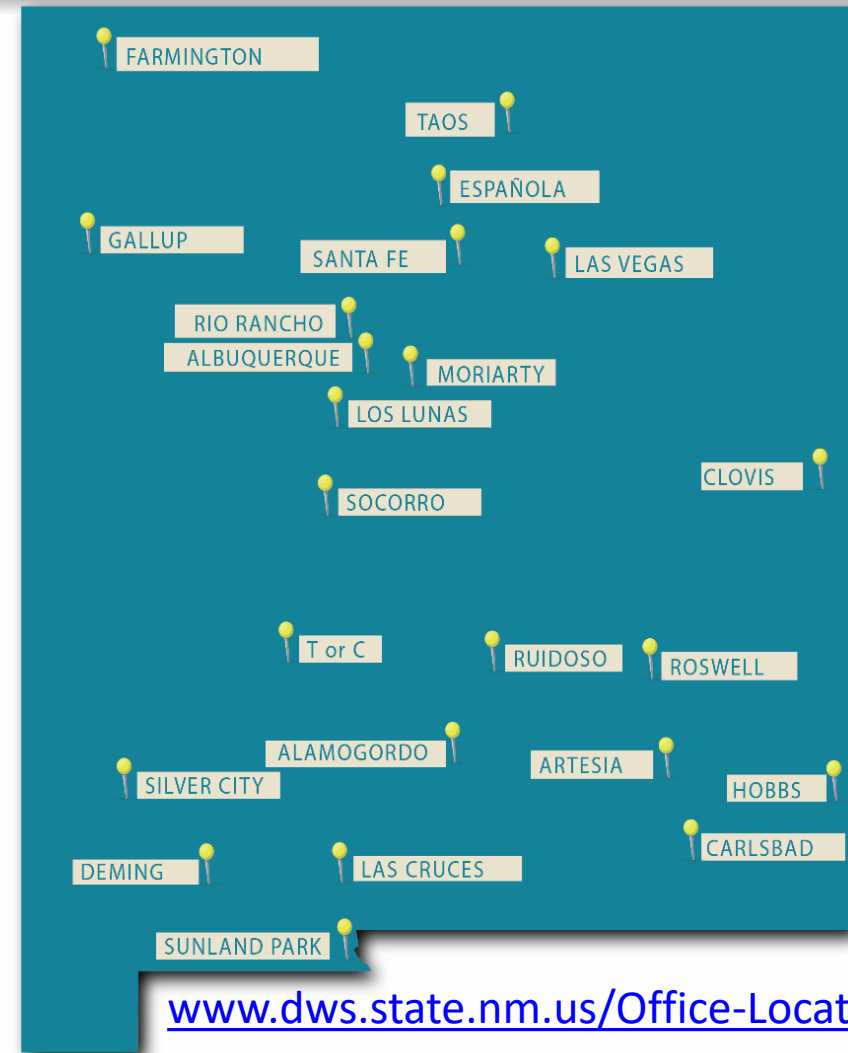 FARMINGTON
TAOS
ESPAÑOLA
GALLUP
SANTA FE
LAS VEGAS
RIO RANCHO
ALBUQUERQUE
MORIARTY
LOS LUNAS
CLOVIS
SOCORRO
T or C
RUIDOSO
ROSWELL
ALAMOGORDO
ARTESIA
SILVER CITY
HOBBS
CARLSBAD
DEMING
LAS CRUCES
SUNLAND PARK
www.dws.state.nm.us/Office-Locat